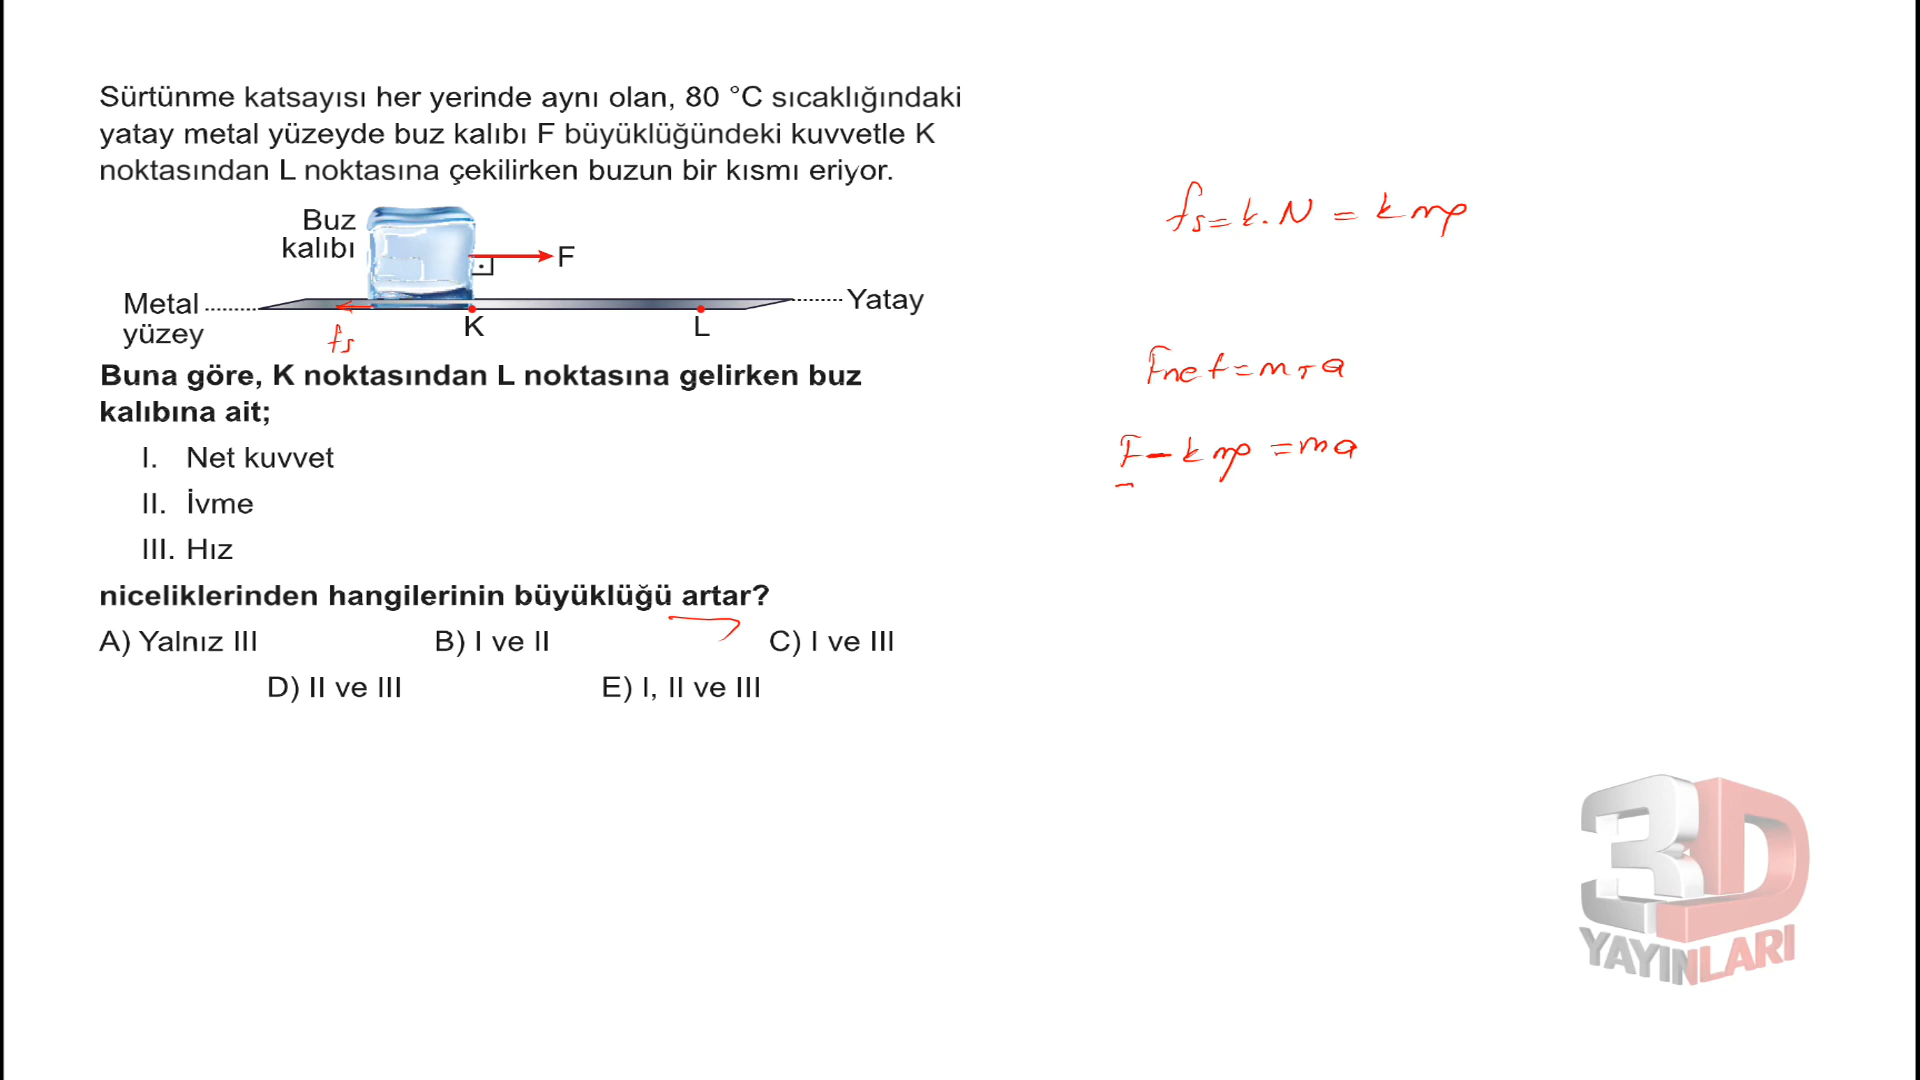 Sürtünme katsayısı her yerinde aynı olan, 80 °C sıcaklığındaki
yatay metal yüzeyde buz kalıbı F büyüklüğündeki kuvvetle K
noktasından L noktasına çekilirken buzun bir kısmı eriyor.
Buz
kalıbı
F
Metal
yüzey
Yatay
K
L
fs
Buna göre, K noktasından L noktasına gelirken buz
kalıbına ait;
I. Net kuvvet
II. İvme
III. Hız
niceliklerinden hangilerinin büyüklüğü artar?
A) Yalnız III B) I ve II C) I ve III
D) II ve III E) I, II ve III
fs = k. N = k mg
Fnet = m . a
F - k mg = ma
3D
YAYINLARI